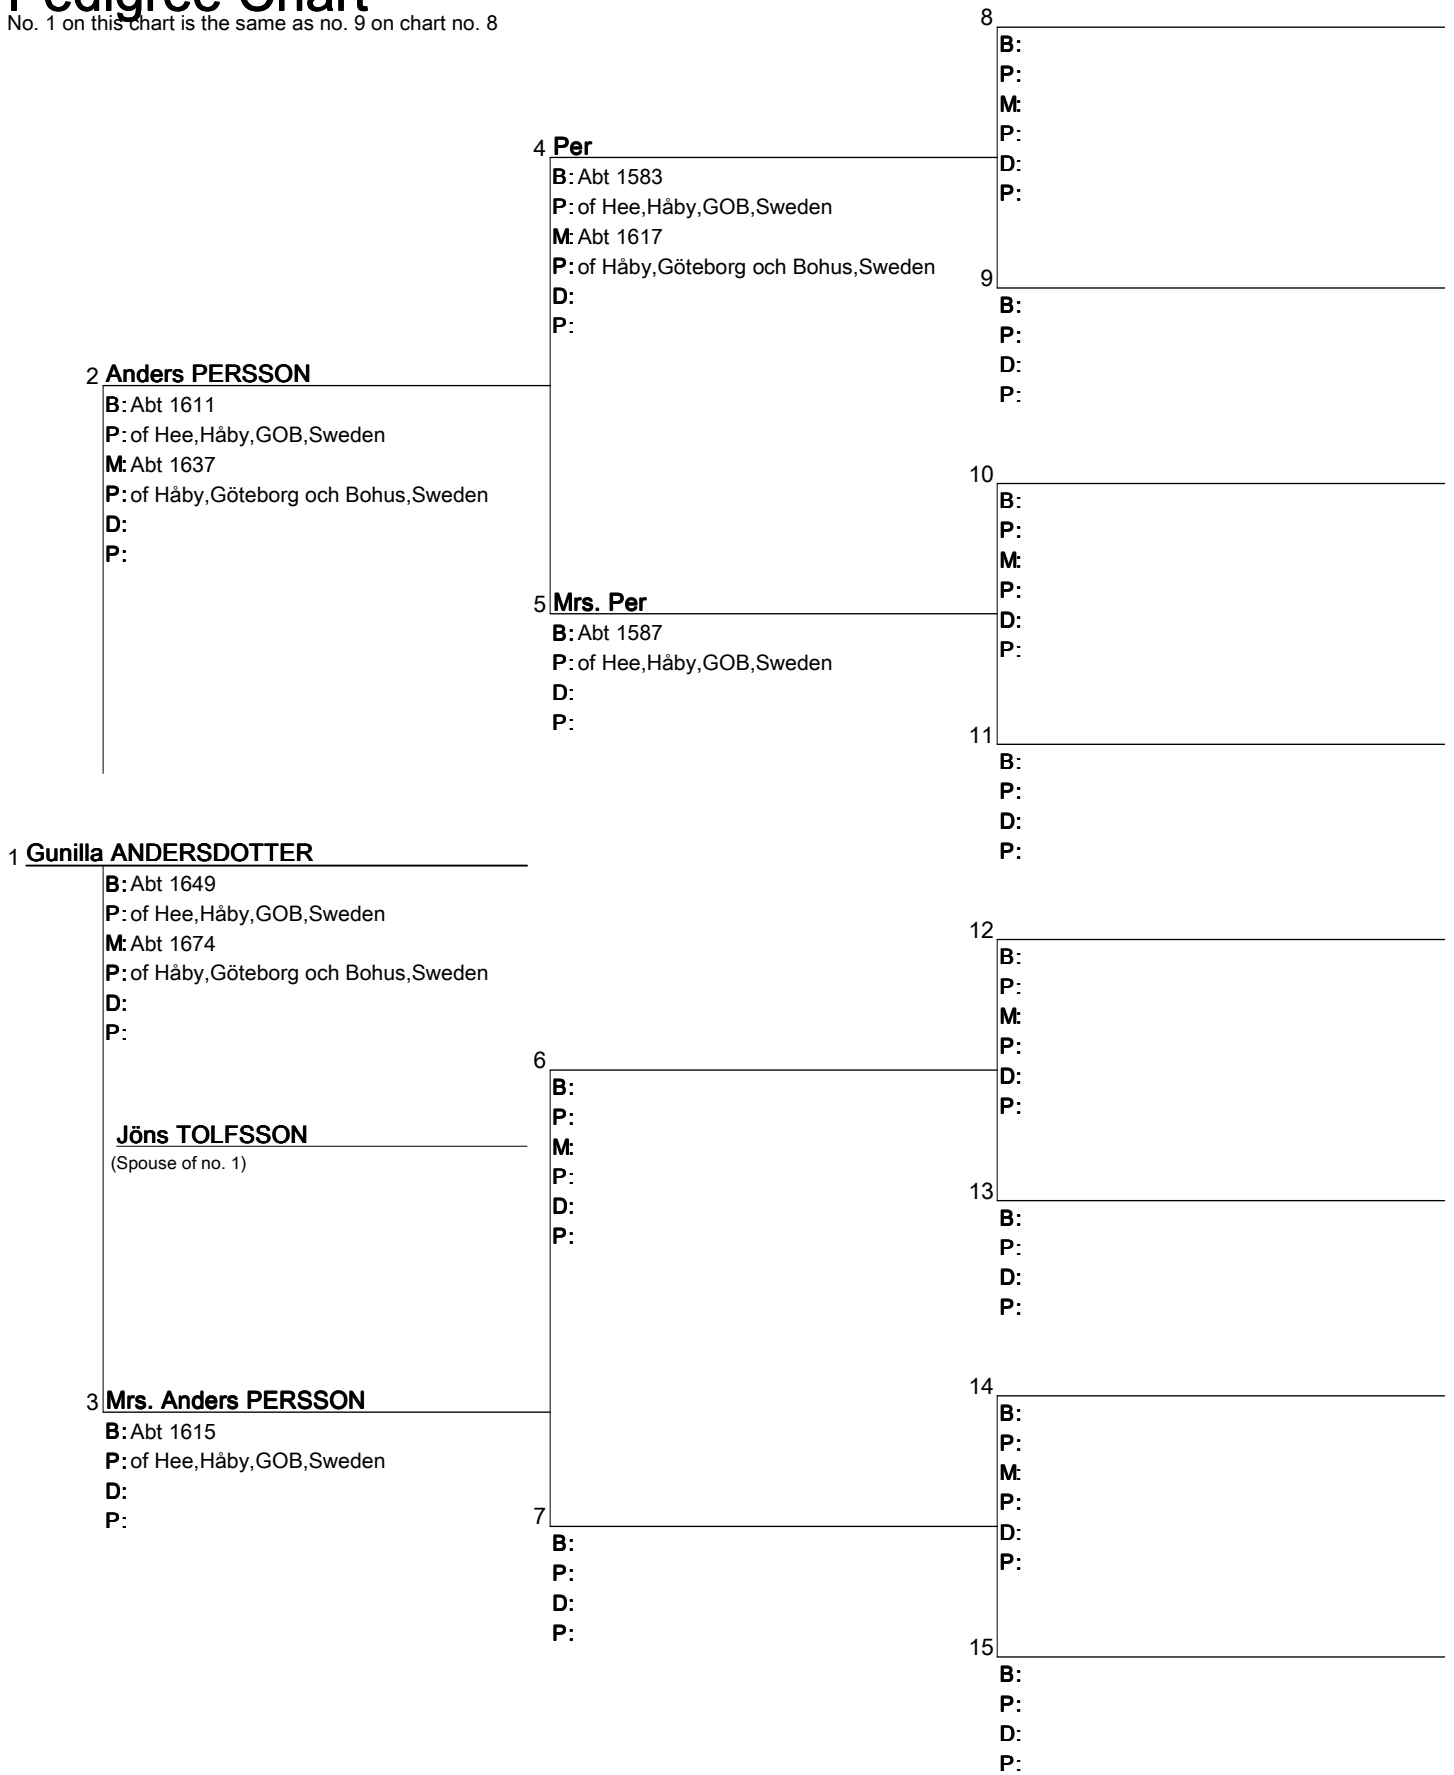 Pedigree Chart
No. 1 on this chart is the same as no. 9 on chart no. 8
8
B:
P:
M:
P:
D:
P:
4 Per
B: Abt 1583
P: of Hee,Håby,GOB,Sweden
M: Abt 1617
P: of Håby,Göteborg och Bohus,Sweden
D:
P:
9
B:
P:
D:
P:
2 Anders PERSSON
B: Abt 1611
P: of Hee,Håby,GOB,Sweden
M: Abt 1637
P: of Håby,Göteborg och Bohus,Sweden
D:
P:
10
B:
P:
M:
P:
D:
P:
5 Mrs. Per
B: Abt 1587
P: of Hee,Håby,GOB,Sweden
D:
P:
11
B:
P:
D:
P:
1 Gunilla ANDERSDOTTER
B: Abt 1649
P: of Hee,Håby,GOB,Sweden
M: Abt 1674
P: of Håby,Göteborg och Bohus,Sweden
D:
P:
12
B:
P:
M:
P:
D:
P:
6
B:
P:
M:
P:
D:
P:
Jöns TOLFSSON
(Spouse of no. 1)
13
B:
P:
D:
P:
3 Mrs. Anders PERSSON
B: Abt 1615
P: of Hee,Håby,GOB,Sweden
D:
P:
14
B:
P:
M:
P:
D:
P:
7
B:
P:
D:
P:
15
B:
P:
D:
P: